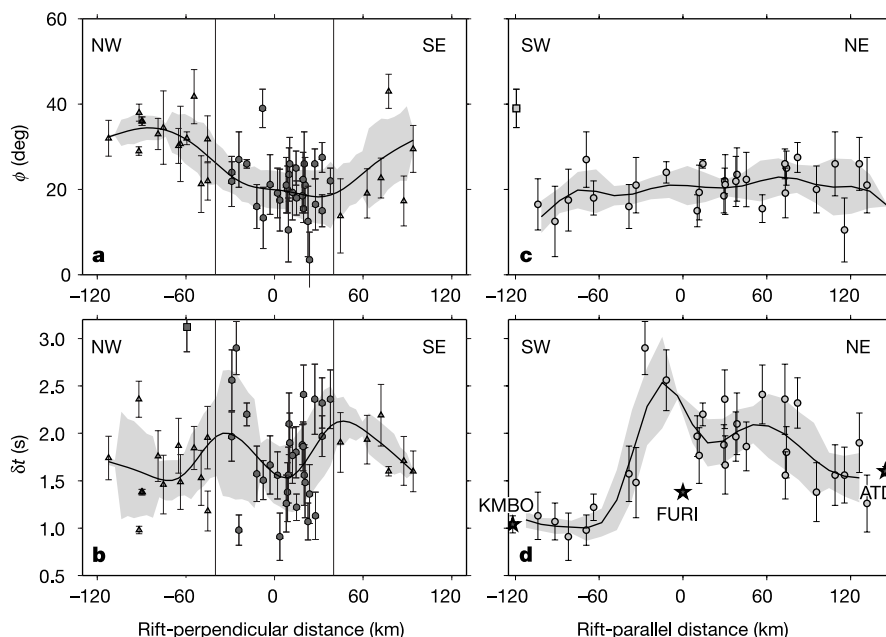 60
40
20
0
ϕ (deg)
NW
SE
a
−120
−60
0
60
120
SW
NE
c
−120
−60
0
60
120
3.0
2.5
2.0
1.5
1.0
0.5
δt (s)
NW
SE
b
−120
−60
0
60
120
Rift-perpendicular distance (km)
SW
NE
KMBO
FURI
ATD
d
−120
−60
0
60
120
Rift-parallel distance (km)